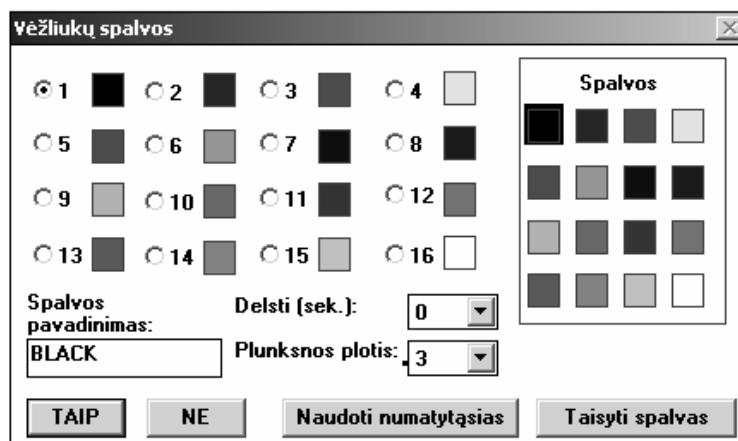 Vėžliukų spalvos
1 2 3 4
5 6 7 8
9 10 11 12
13 14 15 16
Spalvos
Spalvos pavadinimas:
BLACK
Delsti (sek.): 0
Plunksnos plotis: 3
TAIP NE Naudoti numatytąsias Taisyti spalvas